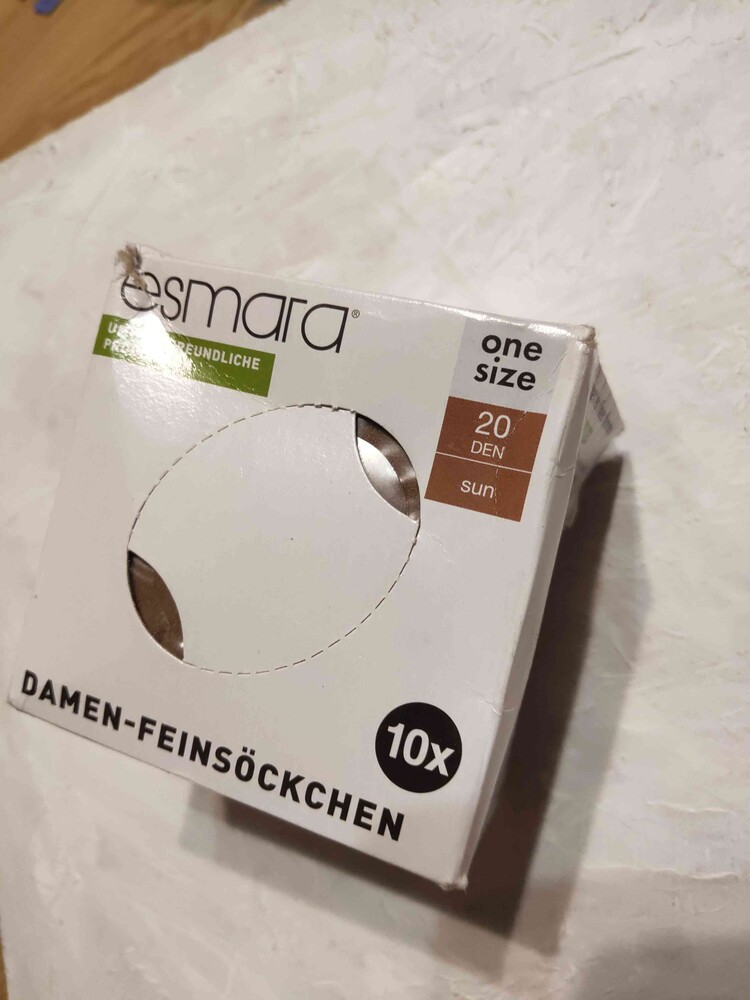 esmara®
FREUNDLICHE
one
size
20
DEN
sun
10x
DAMEN-FEINSÖCKCHEN